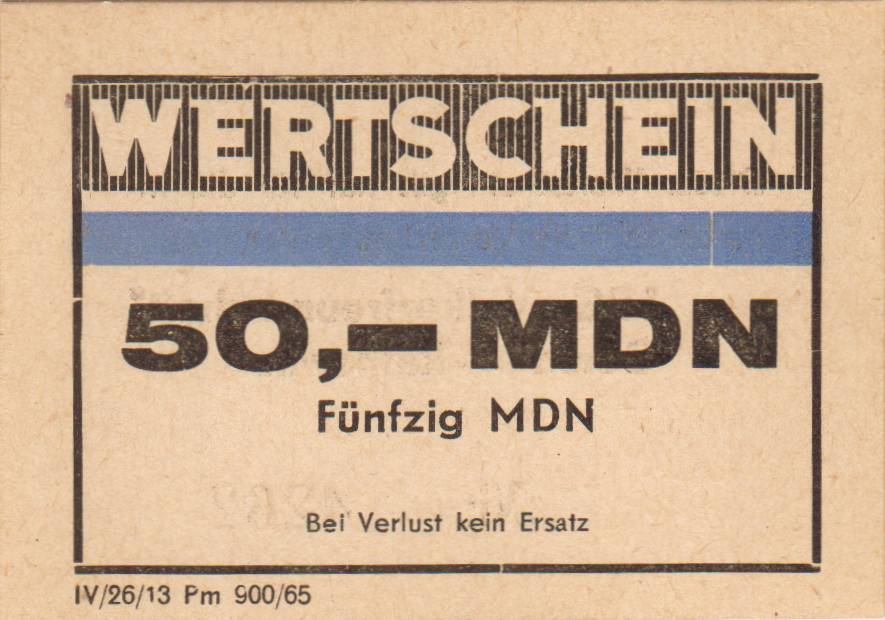 WERTSCHEIN
50,— MDN
Fünfzig MDN
Bei Verlust kein Ersatz
IV/26/13 Pm 900/65